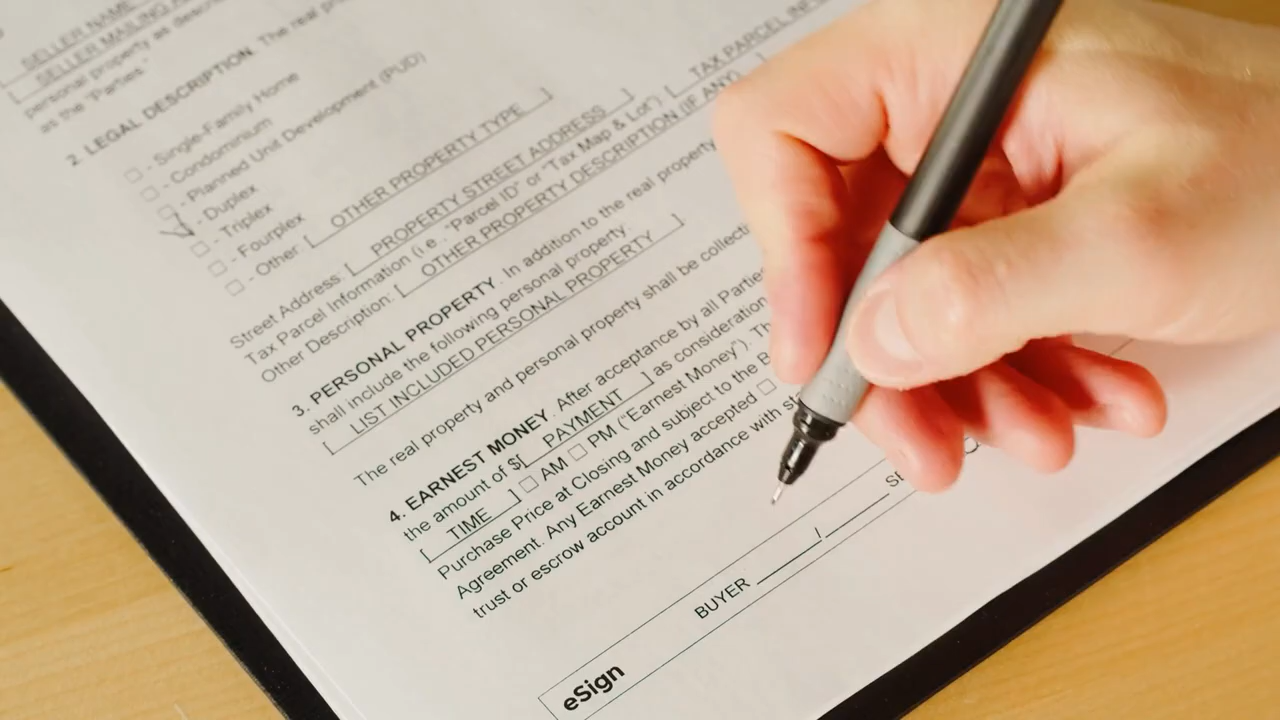 SELLER NAME
[ SELLER MAILING
personal property as described
as the "Parties."
2. LEGAL DESCRIPTION. The real
☐ - Single-Family Home
☐ - Condominium
☐ - Planned Unit Development (PUD)
☑ - Duplex
☐ - Triplex
☐ - Fourplex
☐ - Other: [ OTHER PROPERTY TYPE ]
Street Address: [ PROPERTY STREET ADDRESS ]
Tax Parcel Information (i.e. "Parcel ID" or "Tax Map & Lot") [ TAX PARCEL
Other Description: [ OTHER PROPERTY DESCRIPTION (IF ANY) ]
3. PERSONAL PROPERTY. In addition to the real property
shall include the following personal property:
[ LIST INCLUDED PERSONAL PROPERTY ]
The real property and personal property shall be
4. EARNEST MONEY. After acceptance by all
the amount of $[ PAYMENT ] as consideration
[ TIME ] ☐ AM ☐ PM ("Earnest Money").
Purchase Price at Closing and subject to the
Agreement. Any Earnest Money accepted ☐
trust or escrow account in accordance with
eSign BUYER ____ / ____